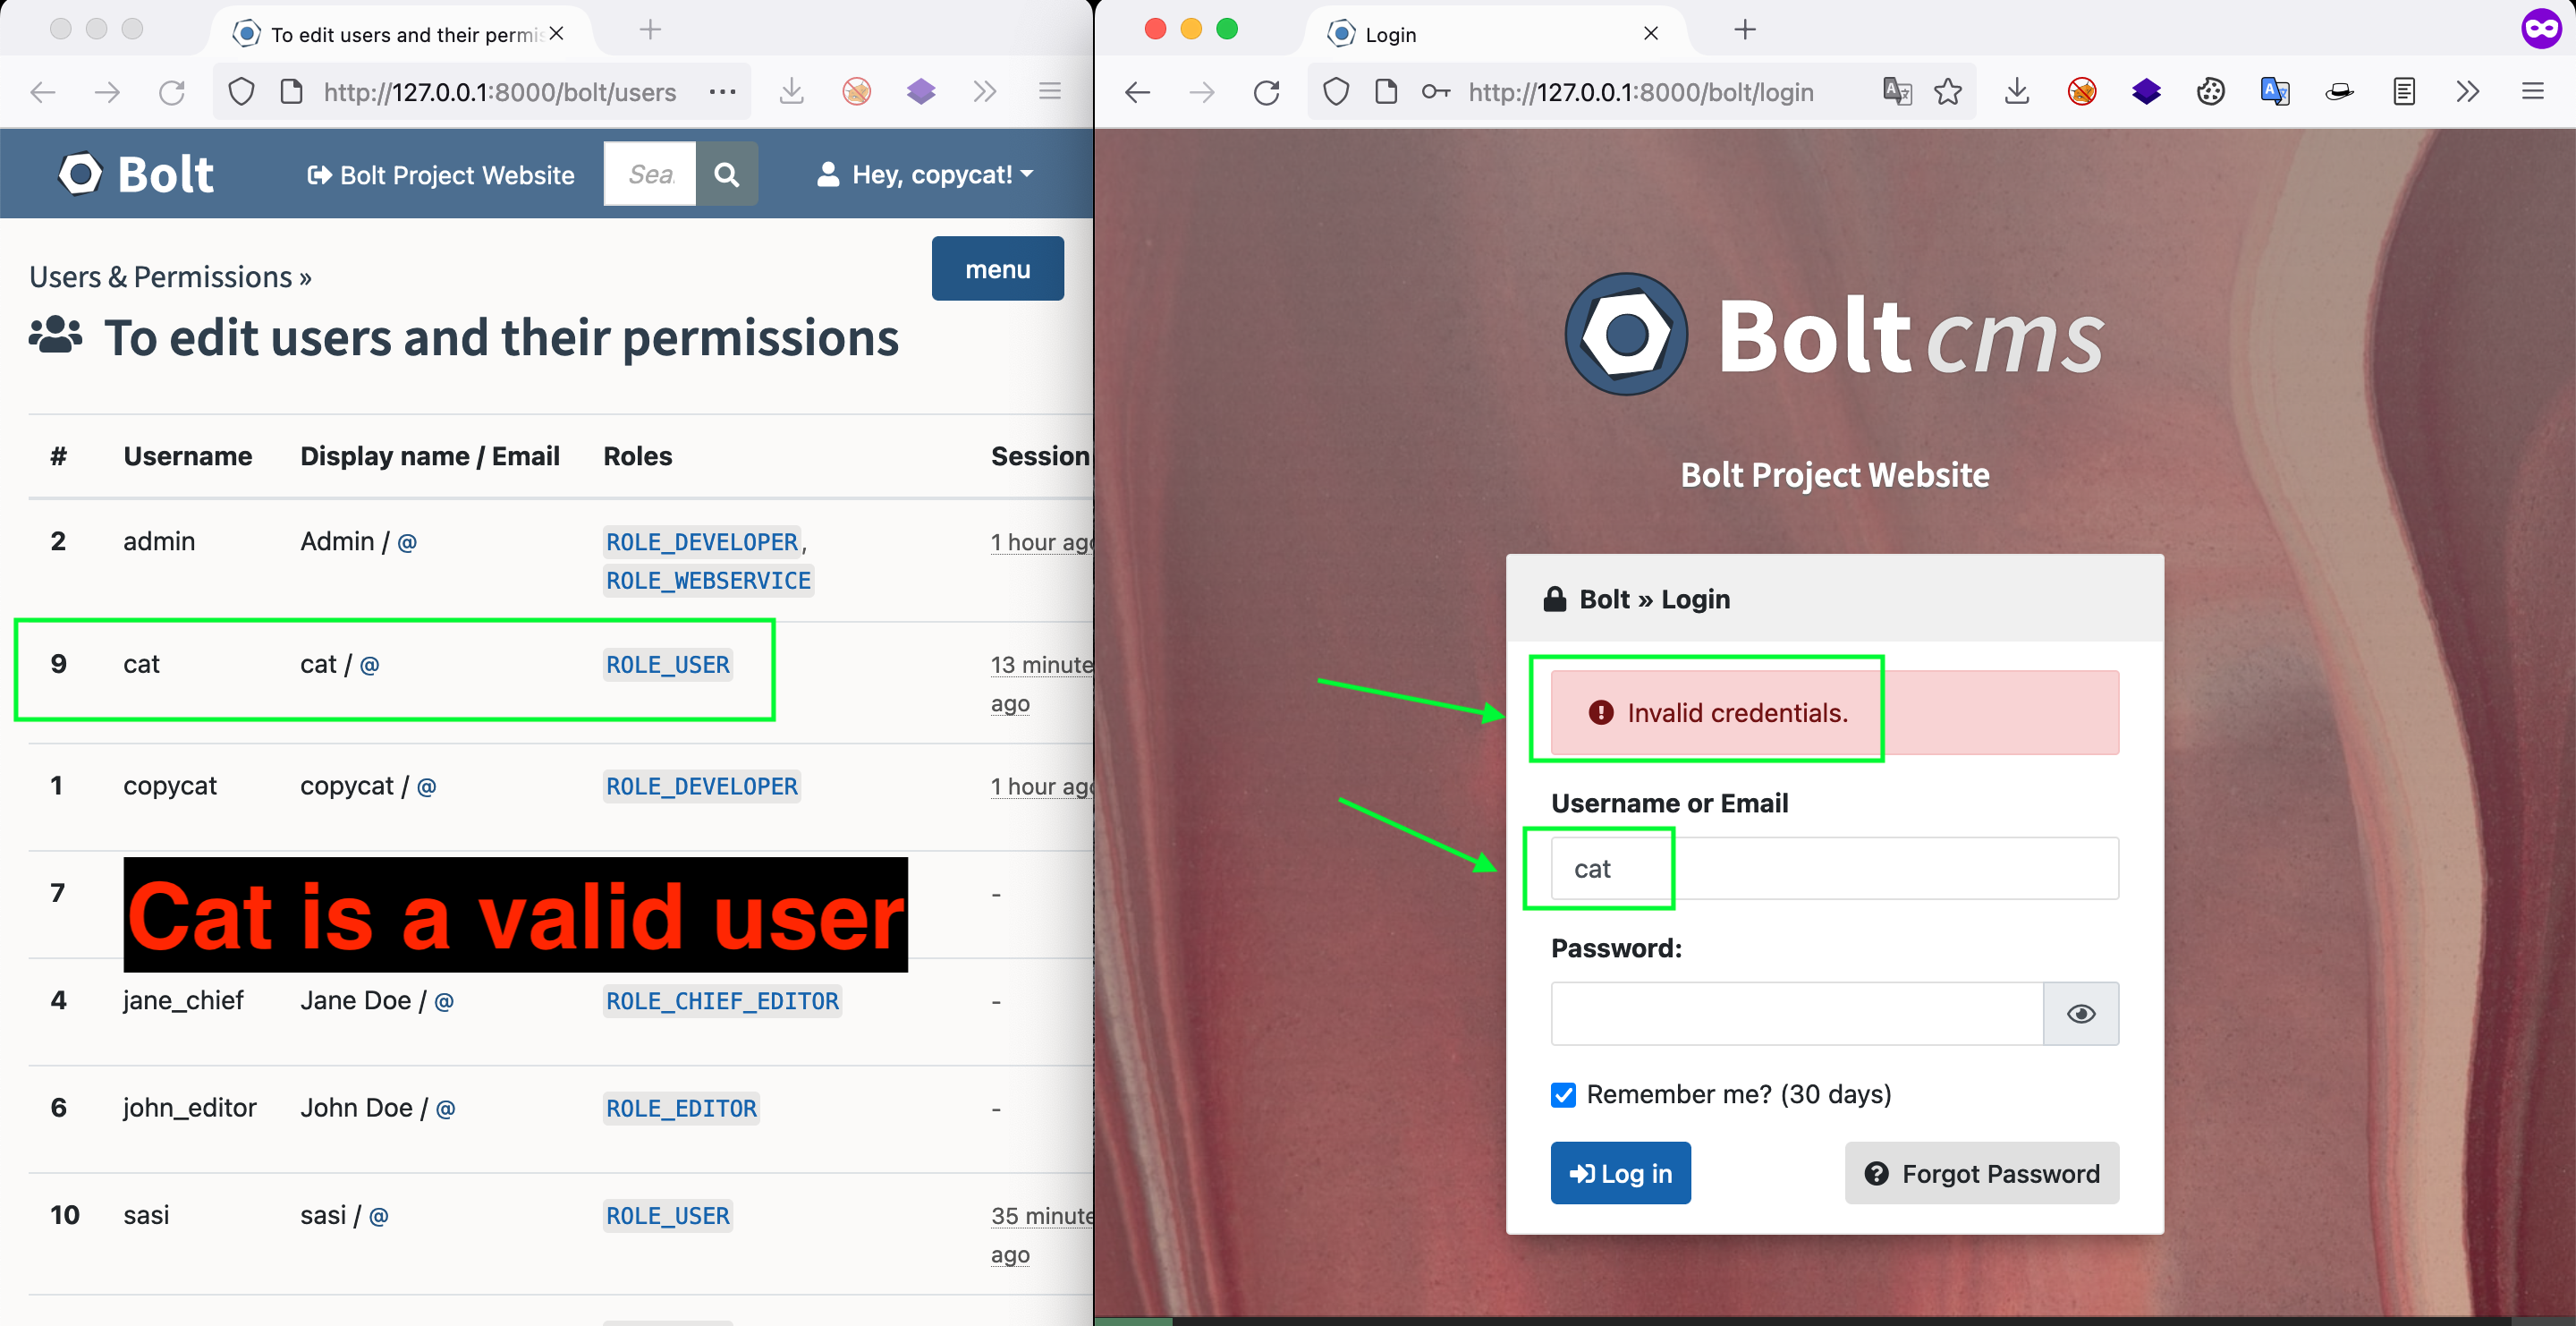 To edit users and their permis
http://127.0.0.1:8000/bolt/users
Bolt
Bolt Project Website
Sea
Hey, copycat!
Users & Permissions »
menu
To edit users and their permissions
# Username Display name / Email Roles Session
2 admin Admin / @ ROLE_DEVELOPER,
ROLE_WEBSERVICE
1 hour ago
9 cat cat / @ ROLE_USER 13 minute
ago
1 copycat copycat / @ ROLE_DEVELOPER 1 hour ago
7 Cat is a valid user -
4 jane_chief Jane Doe / @ ROLE_CHIEF_EDITOR -
6 john_editor John Doe / @ ROLE_EDITOR -
10 sasi sasi / @ ROLE_USER 35 minute
ago
Login
http://127.0.0.1:8000/bolt/login
Bolt cms
Bolt Project Website
Bolt » Login
Invalid credentials.
Username or Email
cat
Password:
Remember me? (30 days)
Log in
Forgot Password